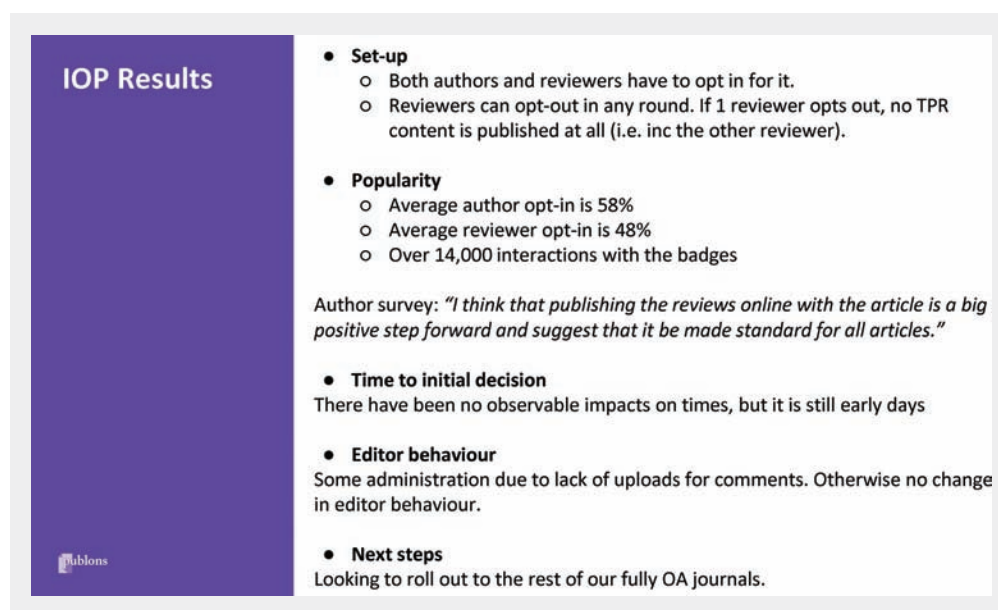 IOP Results
● Set-up
o Both authors and reviewers have to opt in for it.
o Reviewers can opt-out in any round. If 1 reviewer opts out, no TPR
content is published at all (i.e. inc the other reviewer).
● Popularity
o Average author opt-in is 58%
o Average reviewer opt-in is 48%
o Over 14,000 interactions with the badges
Author survey: “I think that publishing the reviews online with the article is a big
positive step forward and suggest that it be made standard for all articles.”
● Time to initial decision
There have been no observable impacts on times, but it is still early days
● Editor behaviour
Some administration due to lack of uploads for comments. Otherwise no change
in editor behaviour.
● Next steps
Looking to roll out to the rest of our fully OA journals.
publons